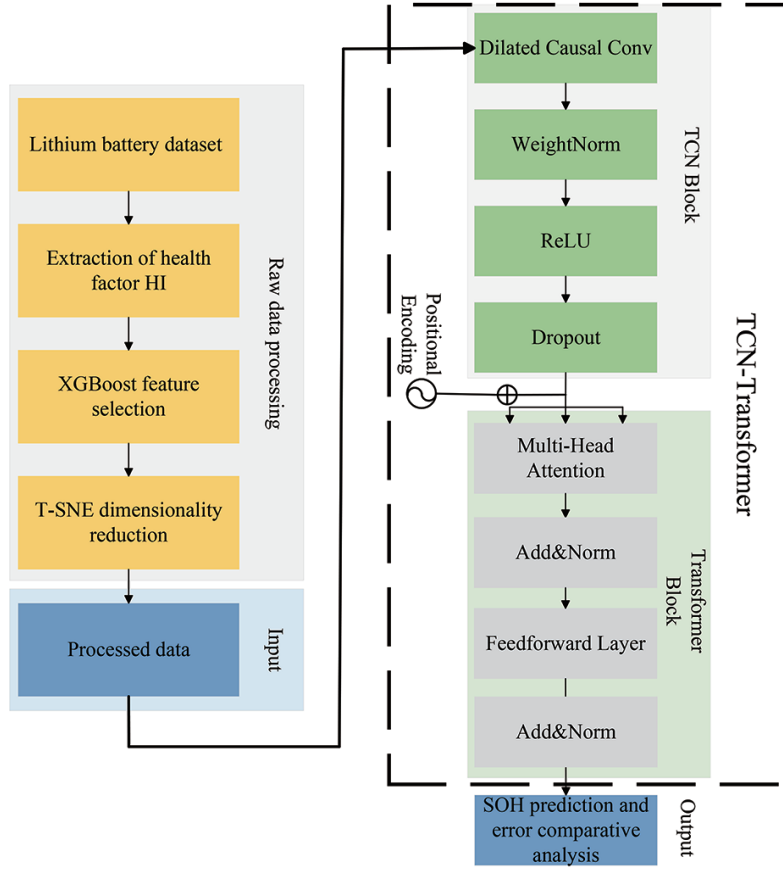 Lithium battery dataset
Extraction of health
factor HI
XGBoost feature
selection
T-SNE dimensionality
reduction
Raw data processing
Processed data
Input
Dilated Causal Conv
WeightNorm
ReLU
Dropout
TCN Block
Positional
Encoding
Multi-Head
Attention
Add&Norm
Feedforward Layer
Add&Norm
Transformer
Block
TCN-Transformer
SOH prediction and
error comparative
analysis
Output